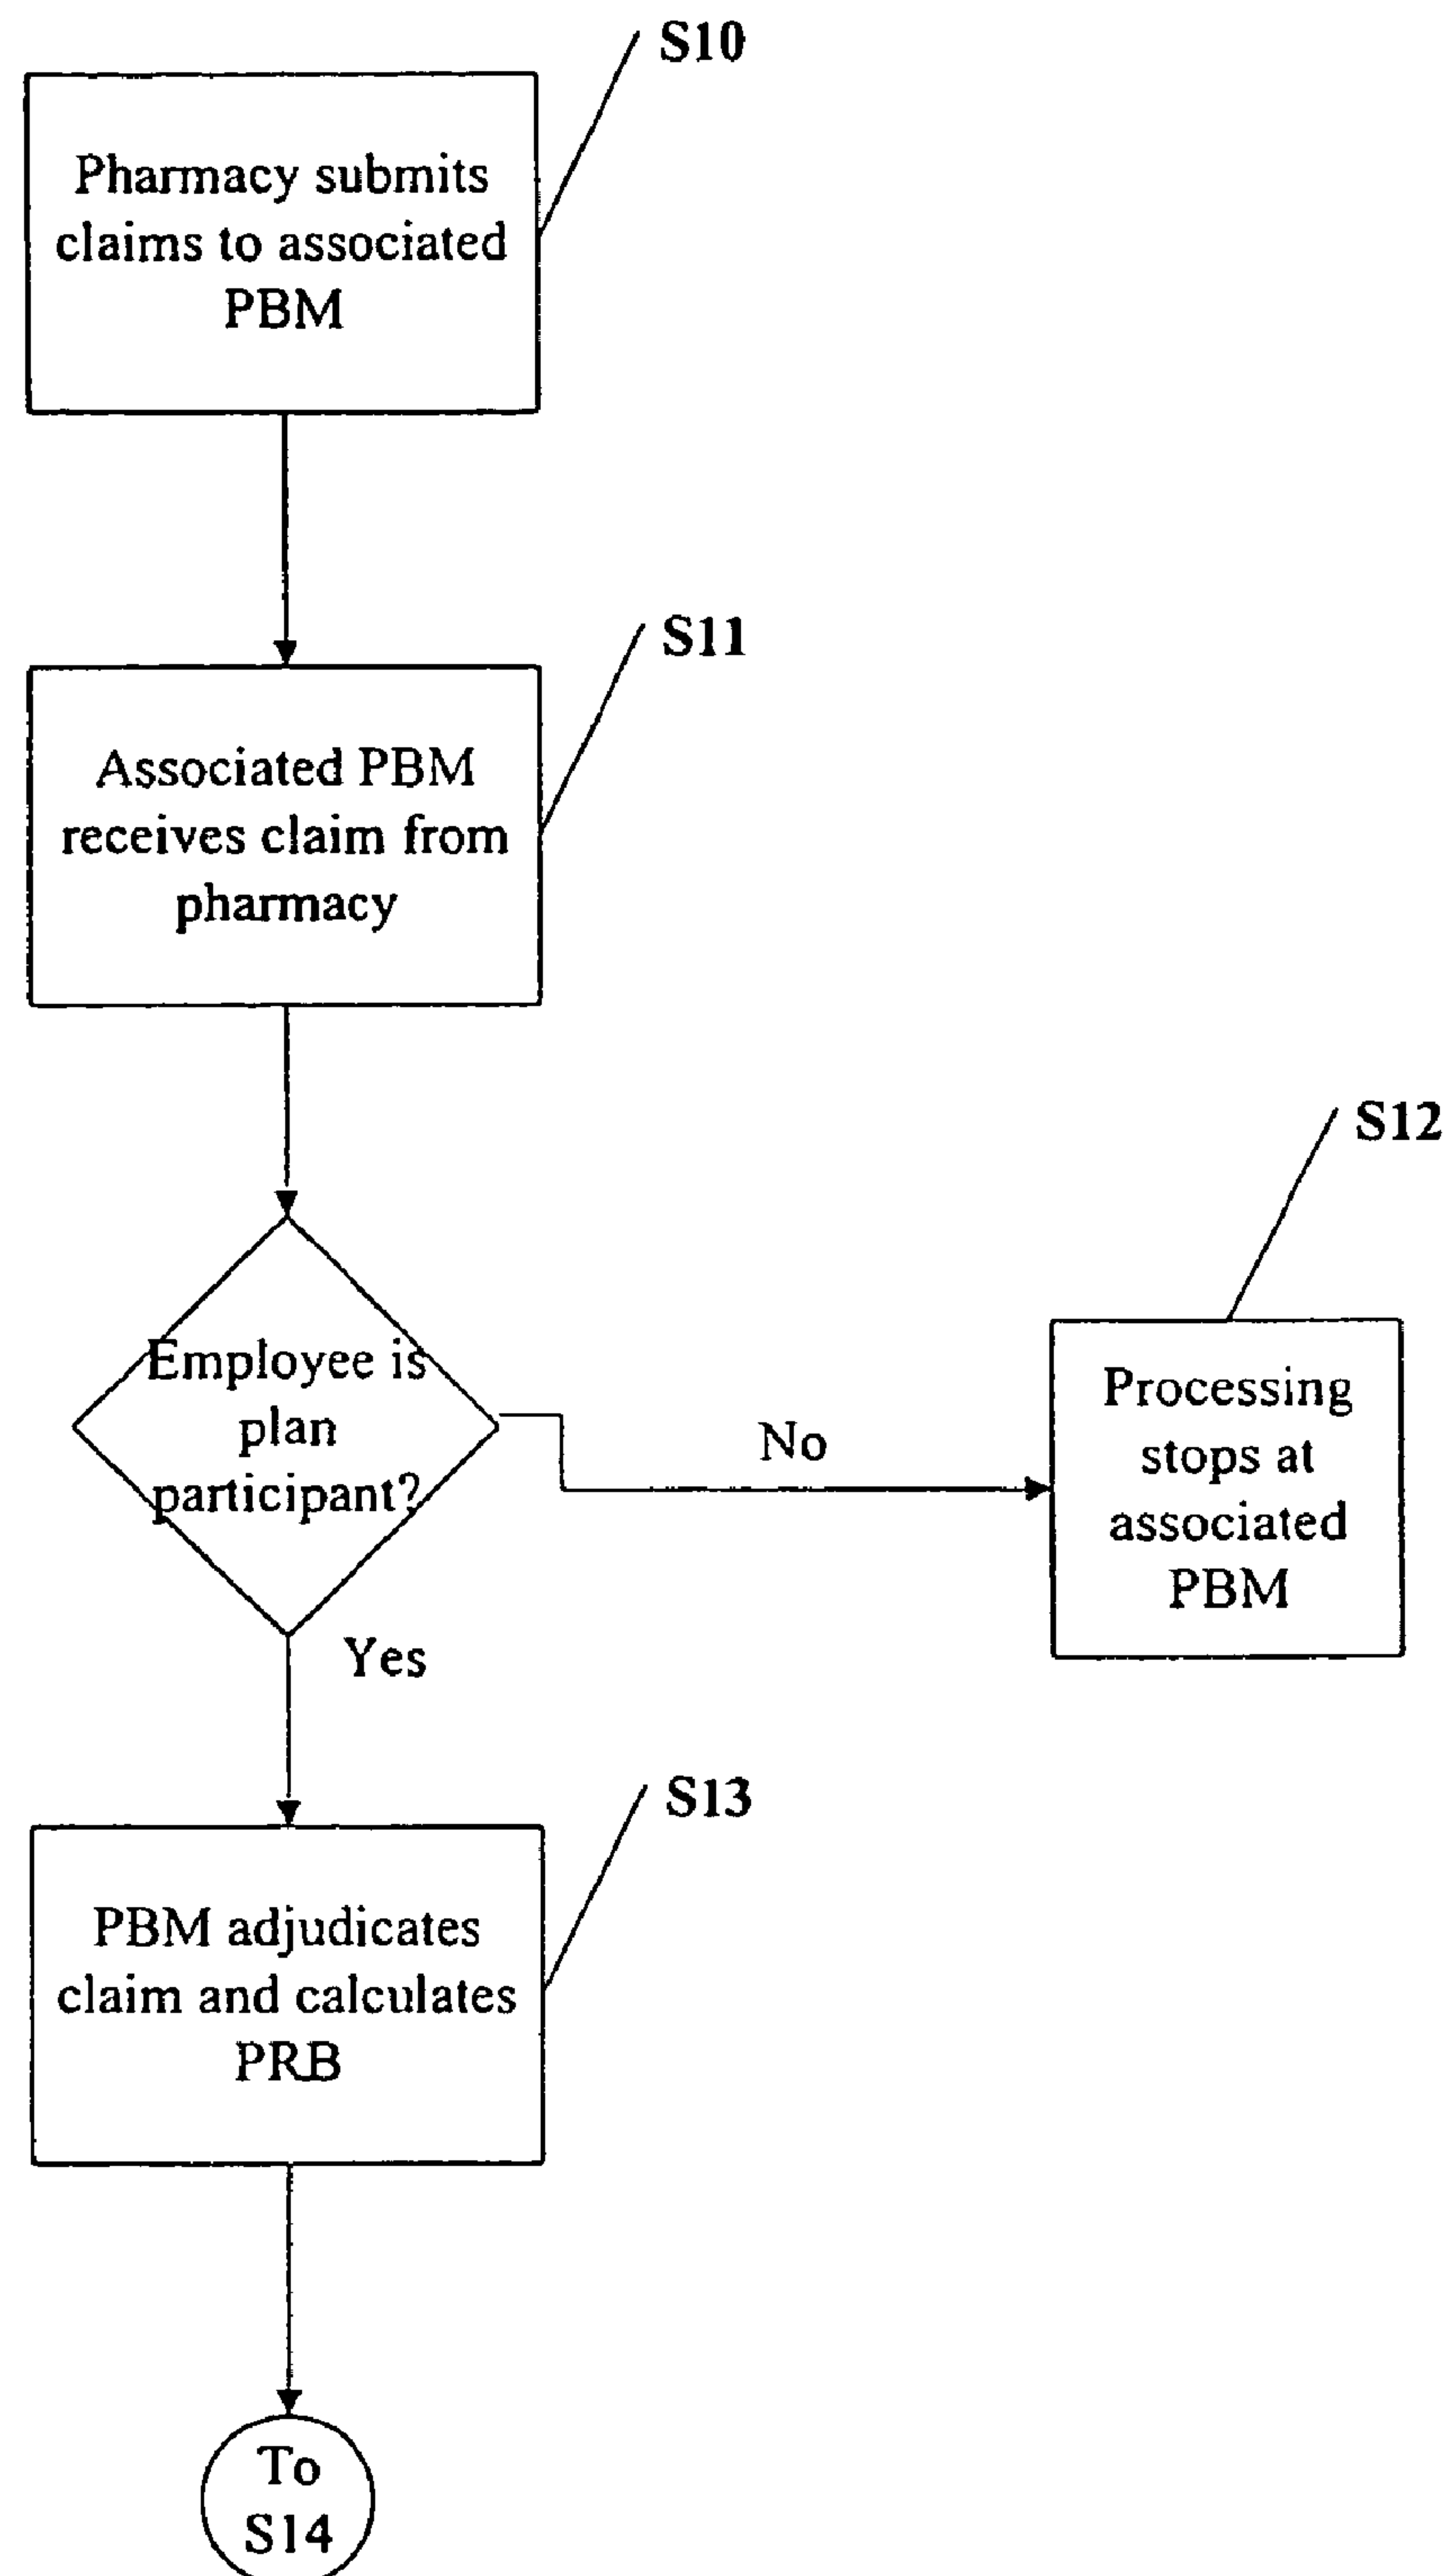 S10
Pharmacy submits
claims to associated
PBM
S11
Associated PBM
receives claim from
pharmacy
S12
Employee is
plan
participant?
No
Processing
stops at
associated
PBM
Yes
S13
PBM adjudicates
claim and calculates
PRB
To
S14